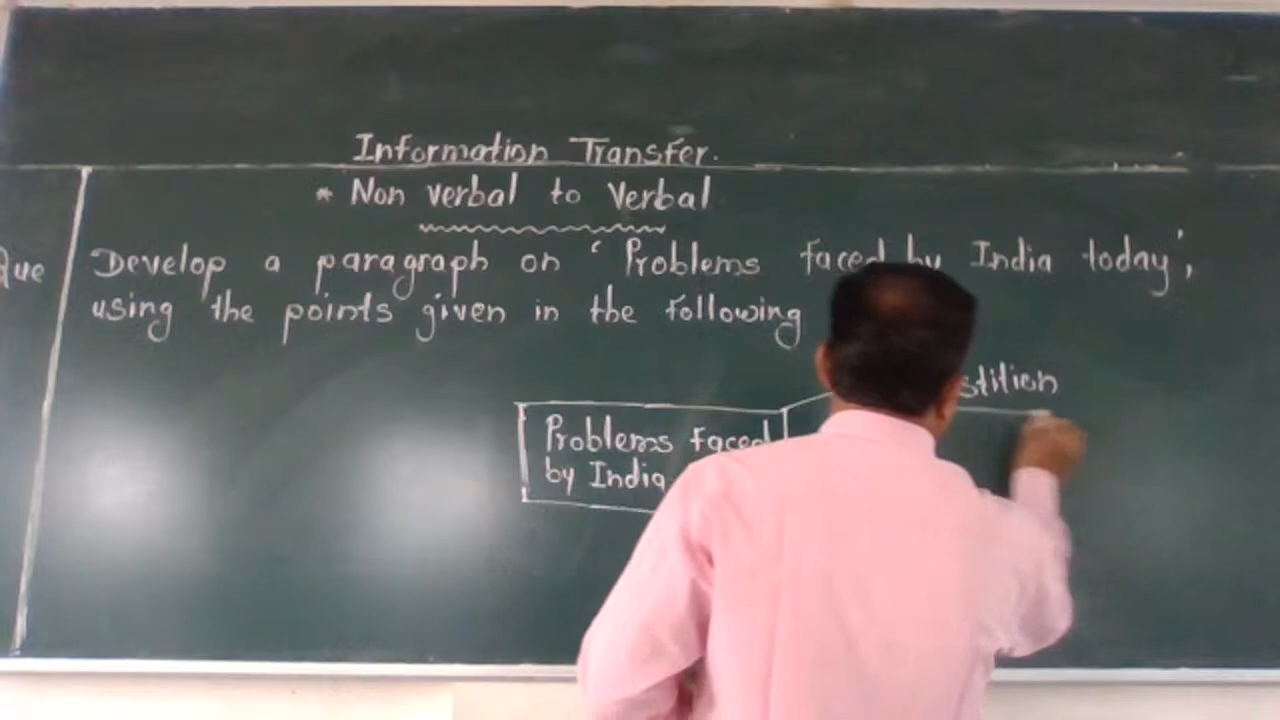 Information Transfer.
* Non verbal to Verbal
Que Develop a paragraph on 'Problems faced by India today',
using the points given in the following
stition
Problems Faced
by India